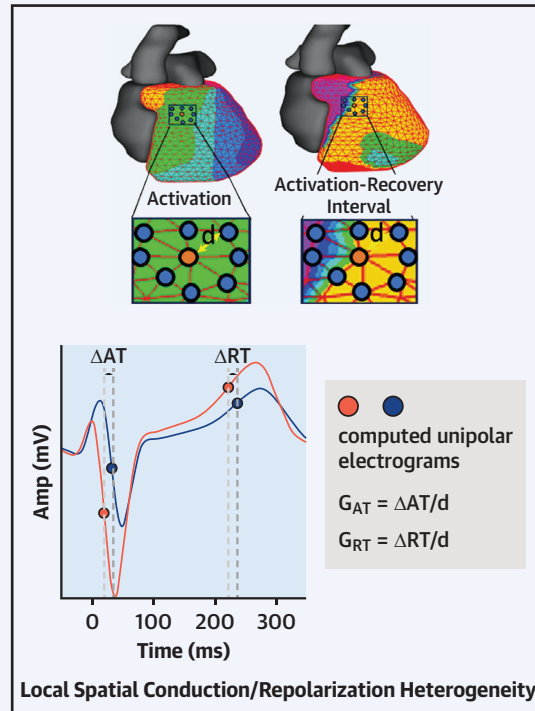 Activation
Activation-Recovery
Interval
d
d
ΔAT
ΔRT
Amp (mV)
0
100
200
300
Time (ms)
computed unipolar
electrograms
G_AT = ΔAT/d
G_RT = ΔRT/d
Local Spatial Conduction/Repolarization Heterogeneity